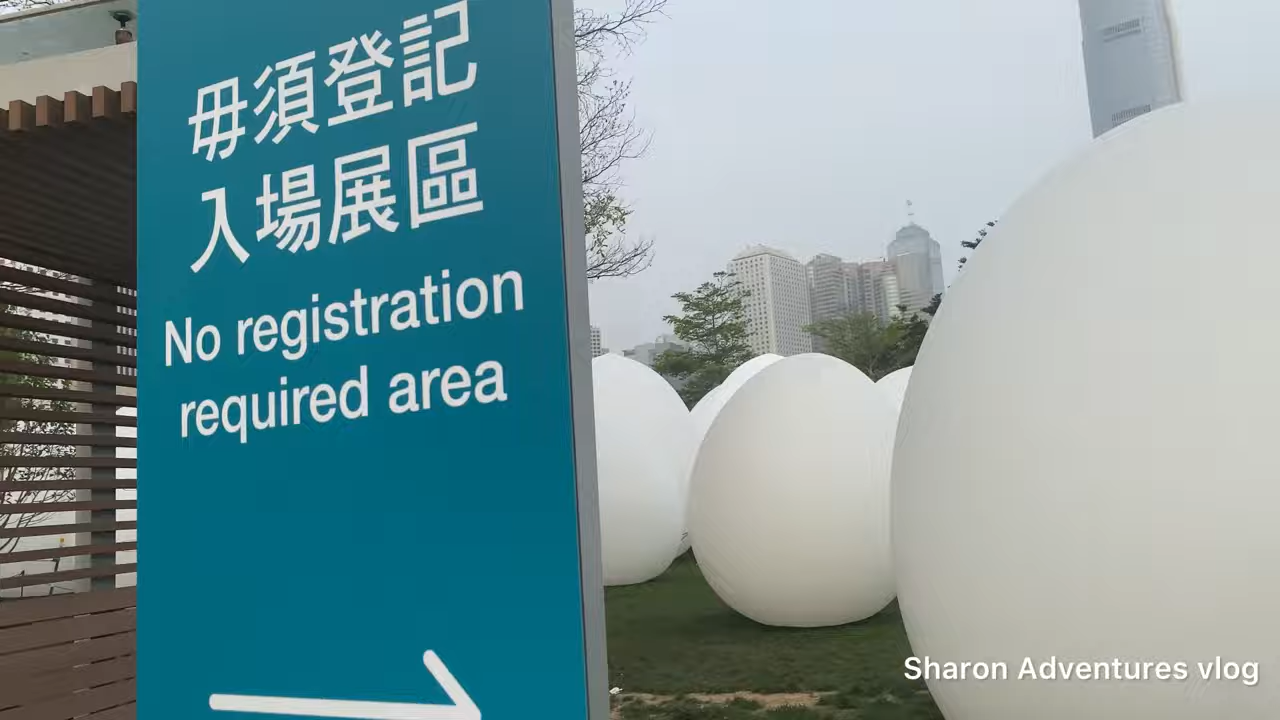 毋須登記
入場展區
No registration
required area
Sharon Adventures vlog